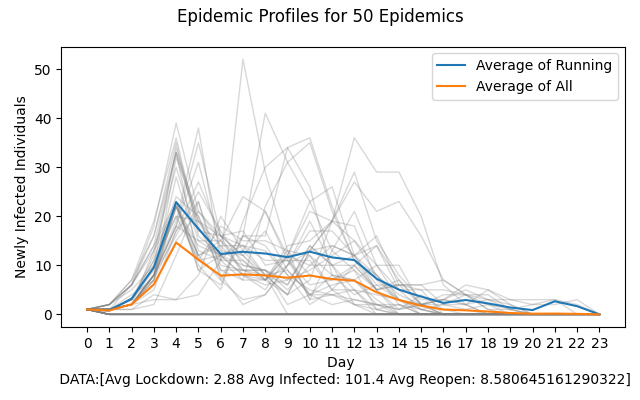 Epidemic Profiles for 50 Epidemics
Average of Running
Average of All
Newly Infected Individuals
50
40
30
20
10
0
0 1 2 3 4 5 6 7 8 9 10 11 12 13 14 15 16 17 18 19 20 21 22 23
Day
DATA:[Avg Lockdown: 2.88 Avg Infected: 101.4 Avg Reopen: 8.580645161290322]